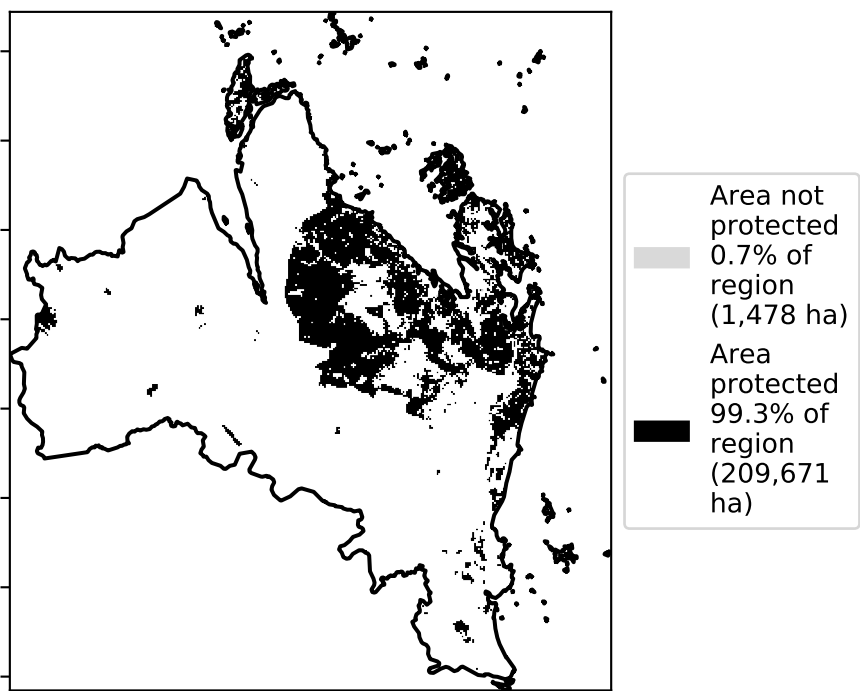 Area not
protected
0.7% of
region
(1,478 ha)
Area
protected
99.3% of
region
(209,671
ha)